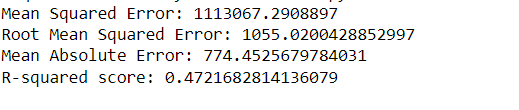 Mean Squared Error: 1113067.2908897
Root Mean Squared Error: 1055.0200428852997
Mean Absolute Error: 774.4525679784031
R-squared score: 0.4721682814136079